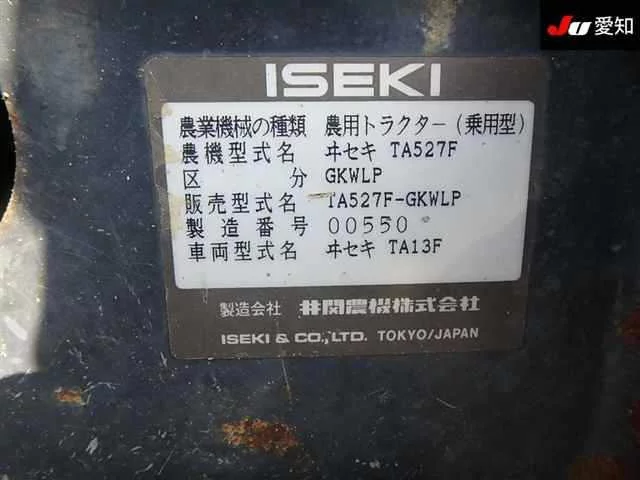 JU 愛知
ISEKI
農業機械の種類 農用トラクター(乗用型)
農機型式名 ヰセキ TA527F
区分 GKWLP
販売型式名 TA527F-GKWLP
製造番号 00550
車両型式名 ヰセキ TA13F
製造会社 井関農機株式会社
ISEKI & CO.,LTD. TOKYO/JAPAN